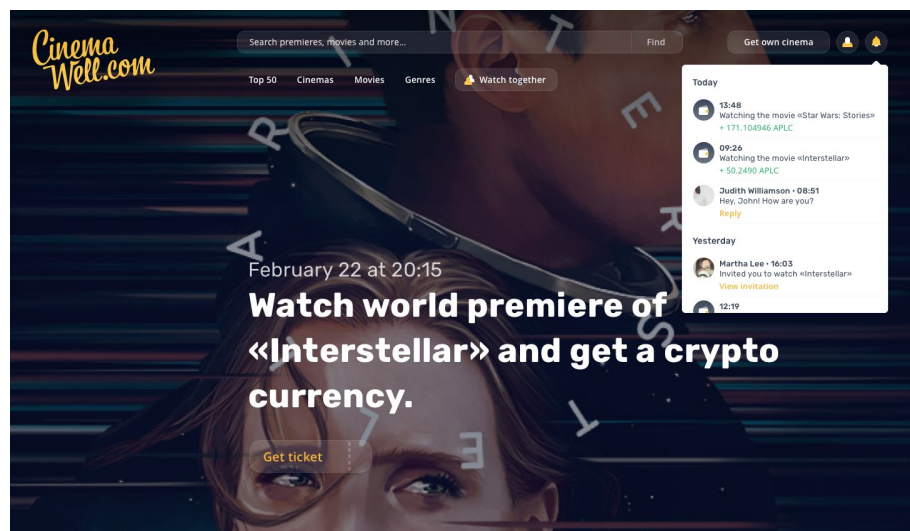 Cinema
Well.com
Search premieres, movies and more...
Find
Get own cinema
Top 50
Cinemas
Movies
Genres
Watch together
Today
13:48
Watching the movie «Star Wars: Stories»
+ 171.104946 APLC
09:26
Watching the movie «Interstellar»
+ 50.2490 APLC
Judith Williamson • 08:51
Hey, John! How are you?
Reply
Yesterday
Martha Lee • 16:03
Invited you to watch «Interstellar»
View invitation
12:19
I N T E R S T E L L A R
February 22 at 20:15
Watch world premiere of
«Interstellar» and get a crypto
currency.
Get ticket